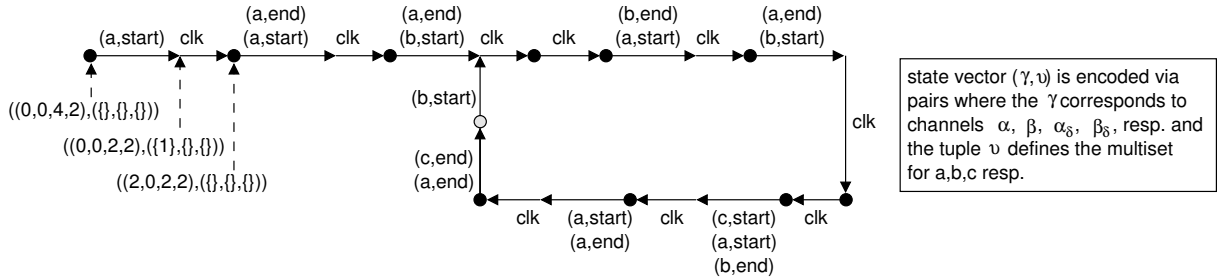 (a,end)
(a,end)
(b,end)
(a,end)
(a,start)
clk
(a,start)
clk
(b,start)
clk
clk
(a,start)
clk
(b,start)
(b,start)
((0,0,4,2),({},{},{}))
((0,0,2,2),({1},{},{}))
((2,0,2,2),({},{},{}))
(c,end)
(a,end)
clk
clk
(a,start)
(a,end)
clk
(c,start)
(a,start)
(b,end)
clk
state vector (γ,υ) is encoded via
pairs where the γ corresponds to
channels α, β, αδ, βδ, resp. and
the tuple υ defines the multiset
for a,b,c resp.